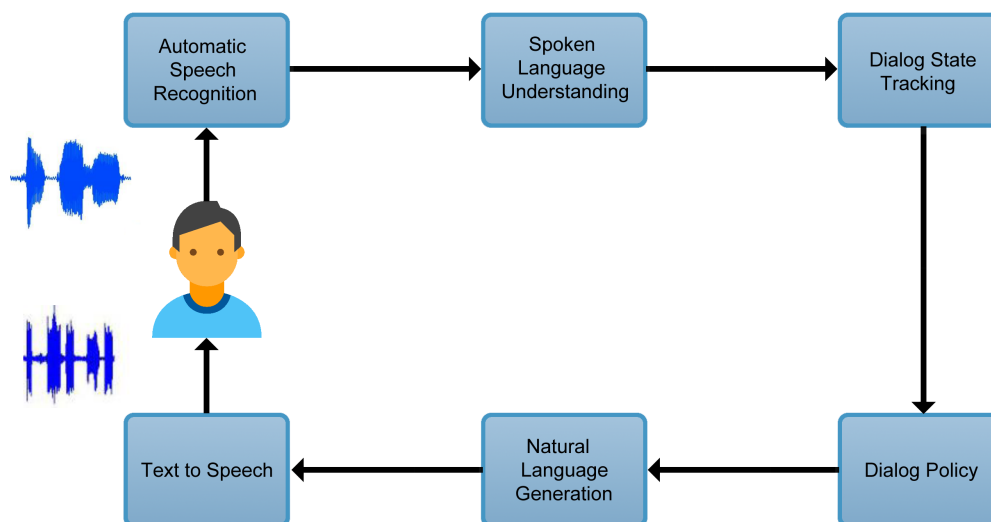 Automatic
Speech
Recognition
Spoken
Language
Understanding
Dialog State
Tracking
Text to Speech
Natural
Language
Generation
Dialog Policy